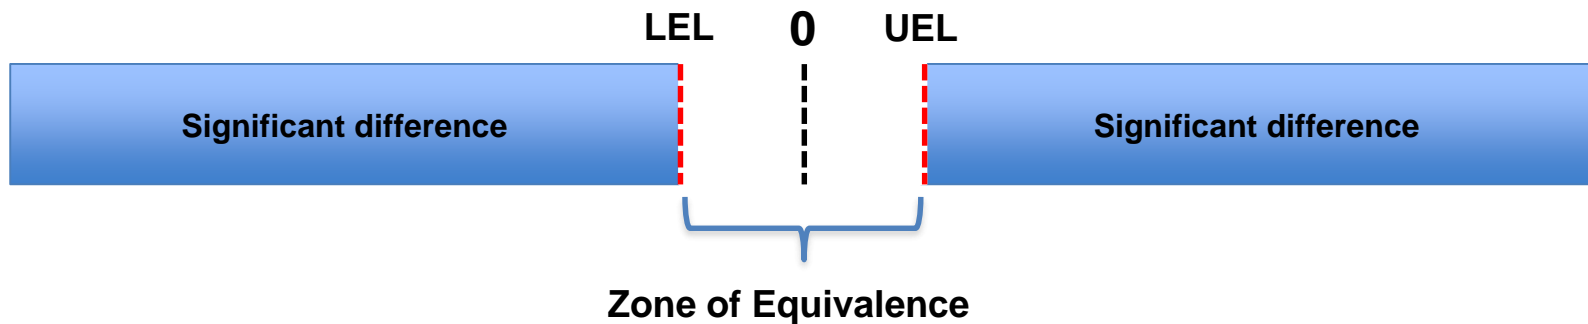 LEL 0 UEL
Significant difference Significant difference
Zone of Equivalence